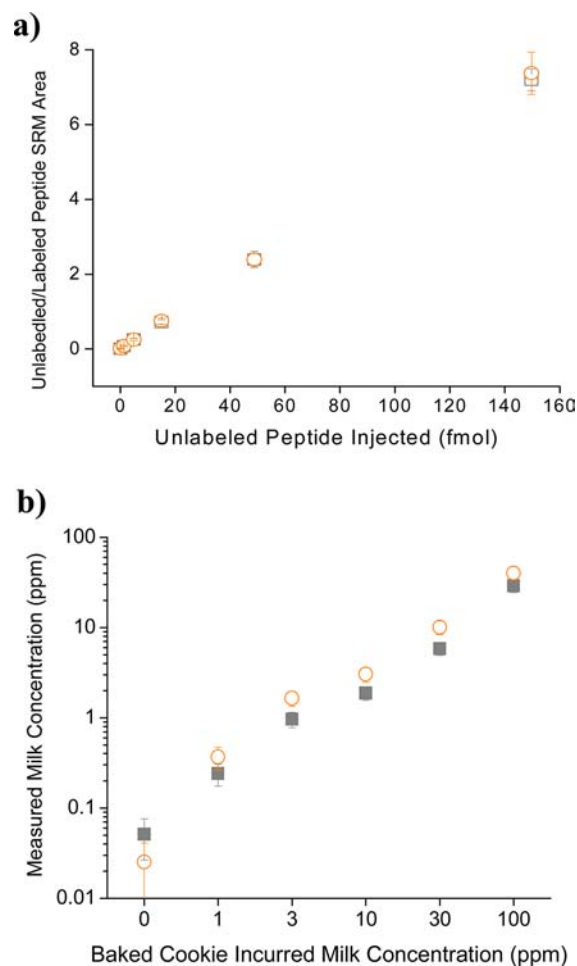 a)
8
6
4
2
0
Unlabedled/Labeled Peptide SRM Area
0 20 40 60 80 100 120 140 160
Unlabeled Peptide Injected (fmol)
b)
100
10
1
0.1
0.01
Measured Milk Concentration (ppm)
0 1 3 10 30 100
Baked Cookie Incurred Milk Concentration (ppm)